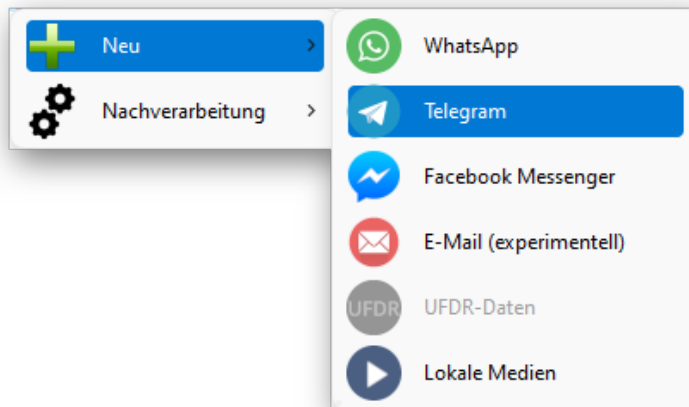 Neu
Nachverarbeitung
WhatsApp
Telegram
Facebook Messenger
E-Mail (experimentell)
UFDR
UFDR-Daten
Lokale Medien